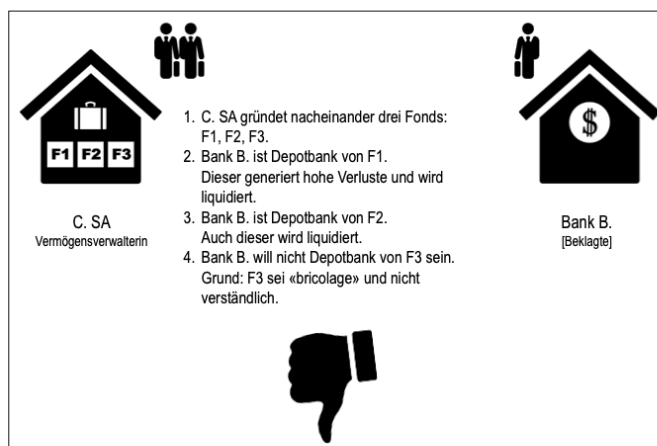 1. C. SA gründet nacheinander drei Fonds:
F1, F2, F3.
2. Bank B. ist Depotbank von F1.
Dieser generiert hohe Verluste und wird
liquidiert.
3. Bank B. ist Depotbank von F2.
Auch dieser wird liquidiert.
4. Bank B. will nicht Depotbank von F3 sein.
Grund: F3 sei «bricolage» und nicht
verständlich.
F1 F2 F3
C. SA
Vermögensverwalterin
$
Bank B.
[Beklagte]